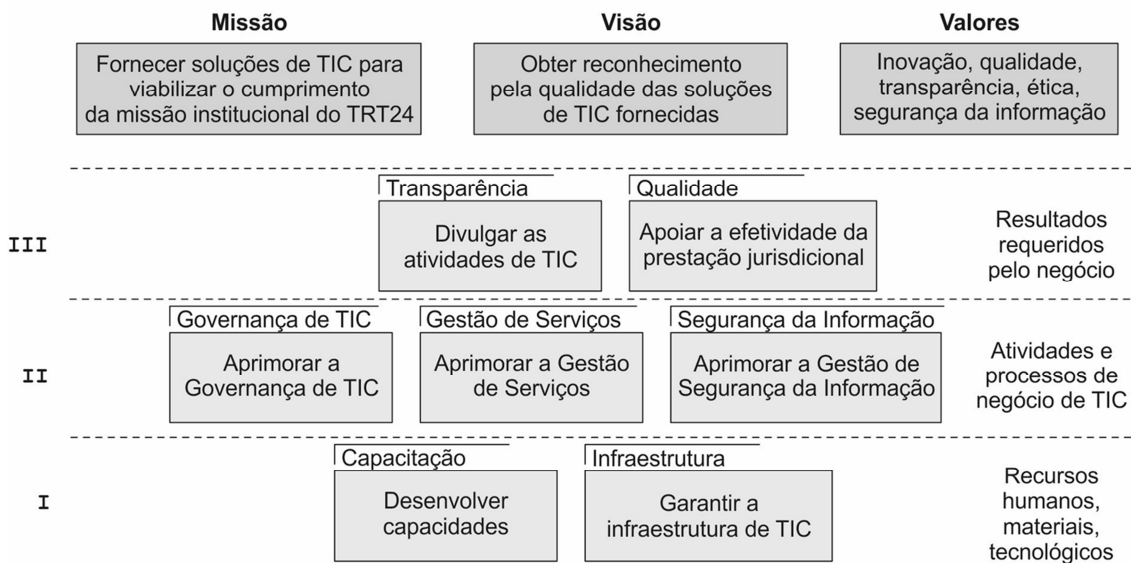 Missão
Visão
Valores
Fornecer soluções de TIC para
viabilizar o cumprimento
da missão institucional do TRT24
Obter reconhecimento
pela qualidade das soluções
de TIC fornecidas
Inovação, qualidade,
transparência, ética,
segurança da informação
III
Transparência
Divulgar as
atividades de TIC
Qualidade
Apoiar a efetividade da
prestação jurisdicional
Resultados
requeridos
pelo negócio
II
Governança de TIC
Aprimorar a
Governança de TIC
Gestão de Serviços
Aprimorar a Gestão
de Serviços
Segurança da Informação
Aprimorar a Gestão de
Segurança da Informação
Atividades e
processos de
negócio de TIC
I
Capacitação
Desenvolver
capacidades
Infraestrutura
Garantir a
infraestrutura de TIC
Recursos
humanos,
materiais,
tecnológicos